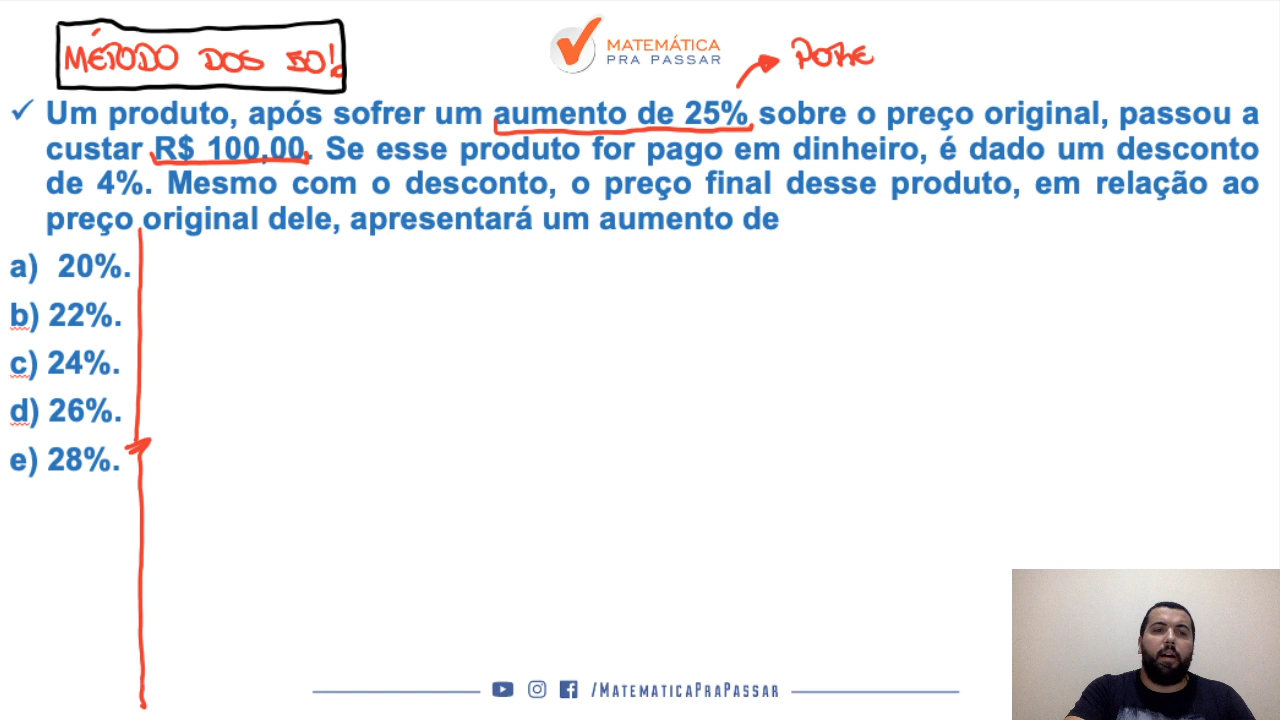 MÉTODO DOS 50!
MATEMÁTICA
PRA PASSAR
✓ Um produto, após sofrer um aumento de 25% sobre o preço original, passou a
custar R$ 100,00. Se esse produto for pago em dinheiro, é dado um desconto
de 4%. Mesmo com o desconto, o preço final desse produto, em relação ao
preço original dele, apresentará um aumento de
a) 20%.
b) 22%.
c) 24%.
d) 26%.
e) 28%.
/MATEMATICAPRAPASSAR